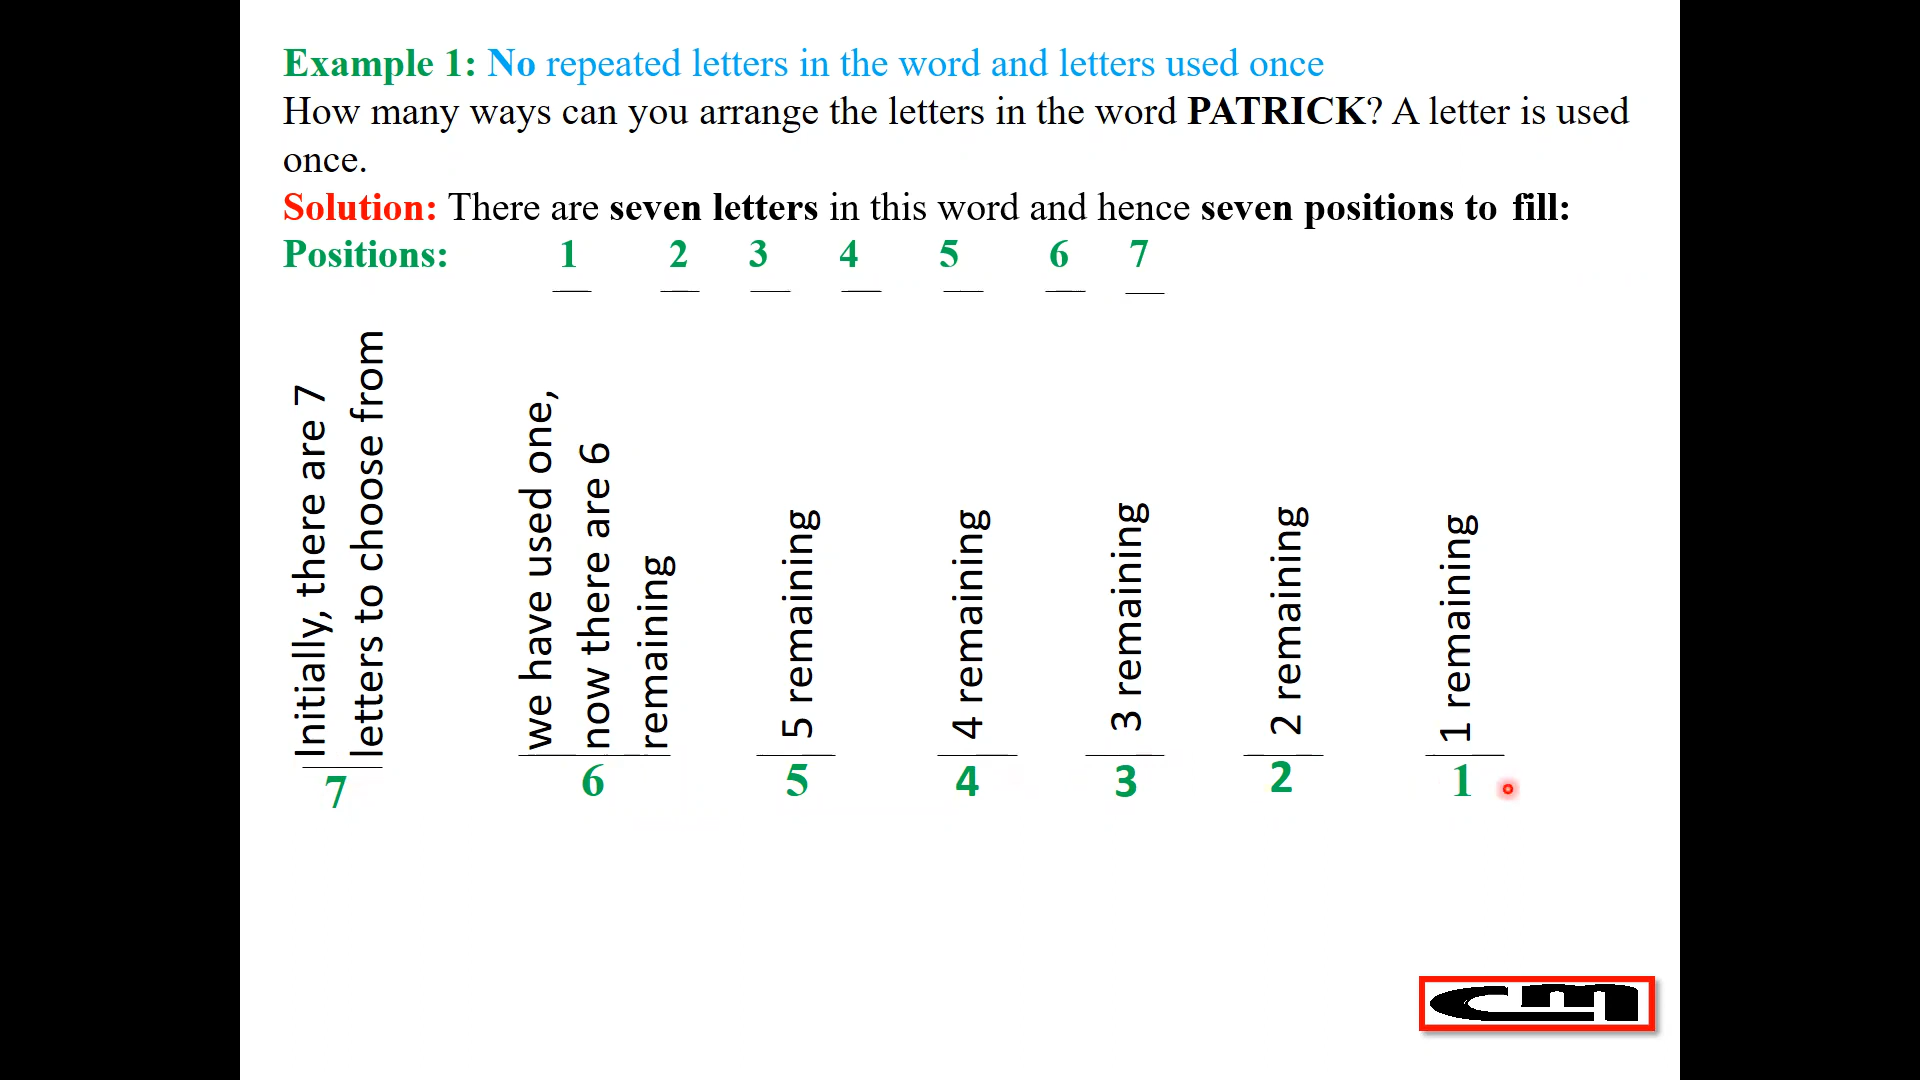 Example 1: No repeated letters in the word and letters used once
How many ways can you arrange the letters in the word PATRICK? A letter is used
once.
Solution: There are seven letters in this word and hence seven positions to fill:
Positions: 1 2 3 4 5 6 7
Initially, there are 7
letters to choose from
we have used one,
now there are 6
remaining
5 remaining
4 remaining
3 remaining
2 remaining
1 remaining
7 6 5 4 3 2 1
cm